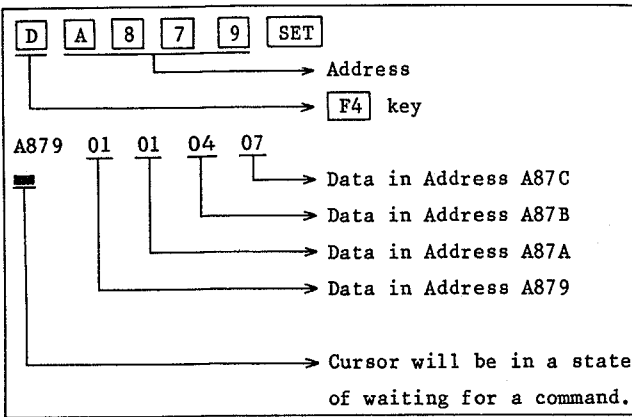 D A 8 7 9 SET
Address
F4 key
A879 01 01 04 07
Data in Address A87C
Data in Address A87B
Data in Address A87A
Data in Address A879
Cursor will be in a state
of waiting for a command.